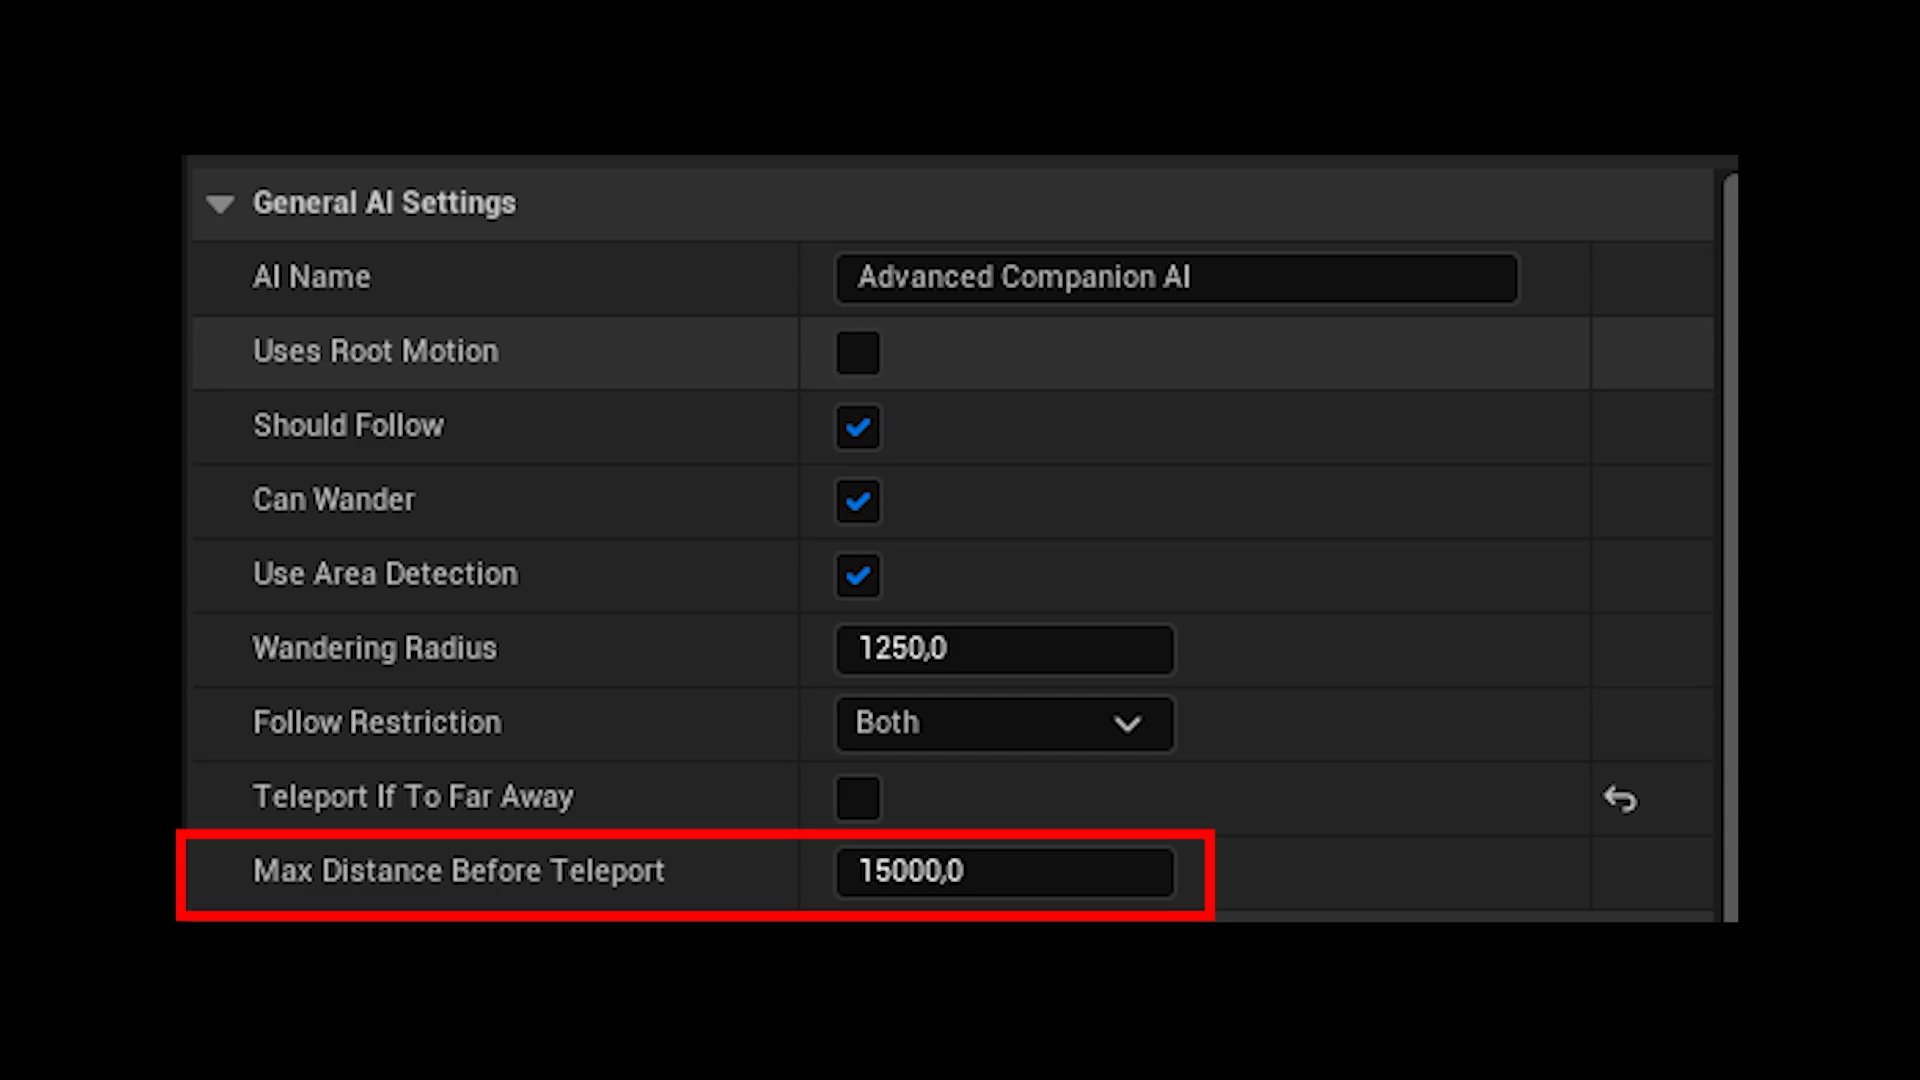 General AI Settings
AI Name Advanced Companion AI
Uses Root Motion
Should Follow
Can Wander
Use Area Detection
Wandering Radius 1250,0
Follow Restriction Both
Teleport If To Far Away
Max Distance Before Teleport 15000,0